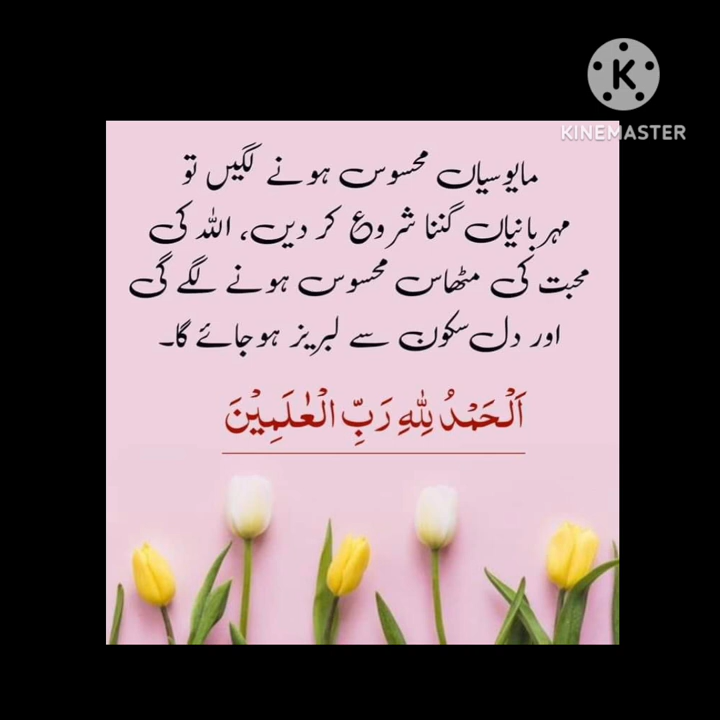 K
KINEMASTER
مایوسیاں محسوس ہونے لگیں تو
مہربانیاں گننا شروع کر دیں، اللہ کی
محبت کی مٹھاس محسوس ہونے لگے گی
اور دل سکون سے لبریز ہو جائے گا۔
اَلْحَمْدُ لِلّٰهِ رَبِّ الْعٰلَمِيْنَ